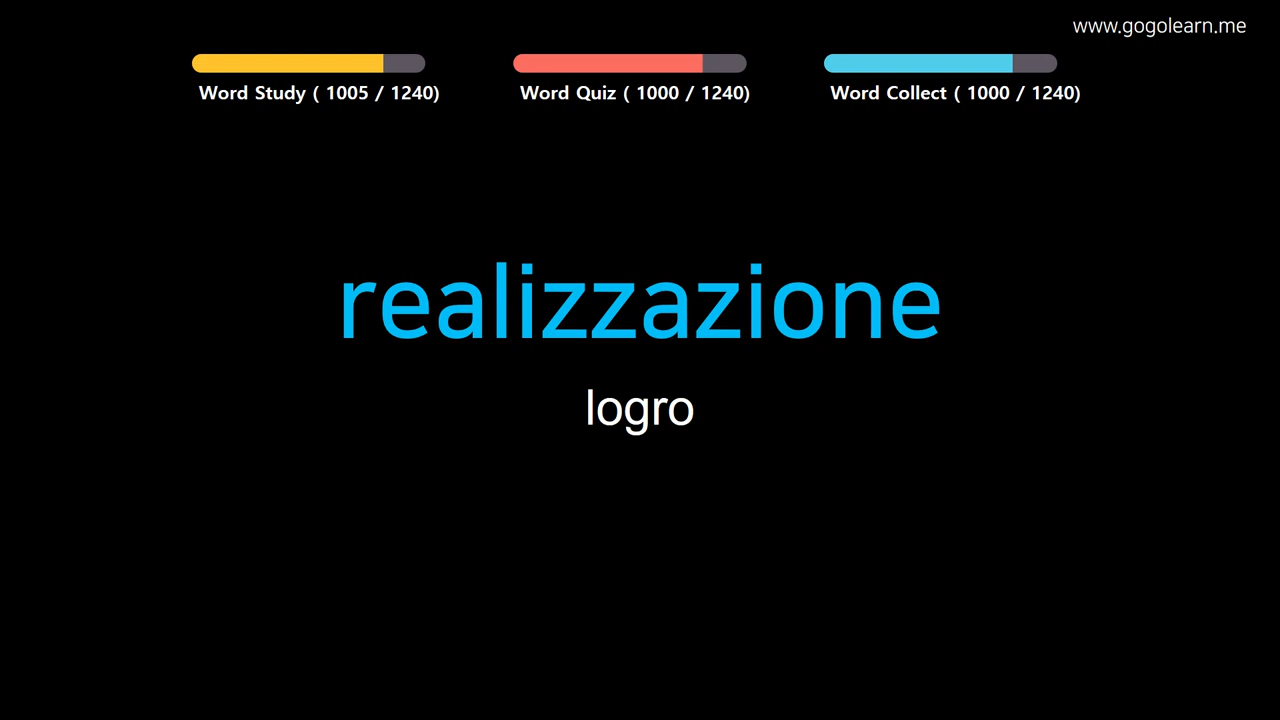 www.gogolearn.me
Word Study ( 1005 / 1240)
Word Quiz ( 1000 / 1240)
Word Collect ( 1000 / 1240)
realizzazione
logro